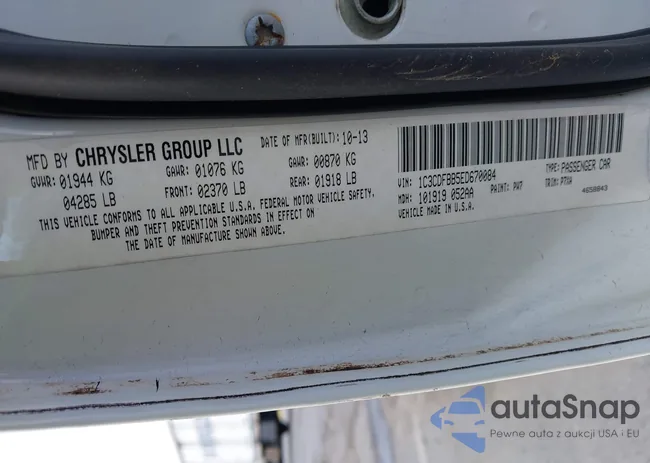 MFD BY CHRYSLER GROUP LLC DATE OF MFR(BUILT): 10-13
GVWR: 01944 KG GAWR: 01076 KG GAWR: 00870 KG
04285 LB FRONT: 02370 LB REAR: 01918 LB
THIS VEHICLE CONFORMS TO ALL APPLICABLE U.S.A. FEDERAL MOTOR VEHICLE SAFETY,
BUMPER AND THEFT PREVENTION STANDARDS IN EFFECT ON
THE DATE OF MANUFACTURE SHOWN ABOVE.
VIN: 1C3CDFBB5ED670084 TYPE: PASSENGER CAR
MDH: 101919 052AA PAINT: PW7 TRIM: P7XA
MADE IN U.S.A. 4658043
autaSnap
Pewne auta z aukcji USA i EU